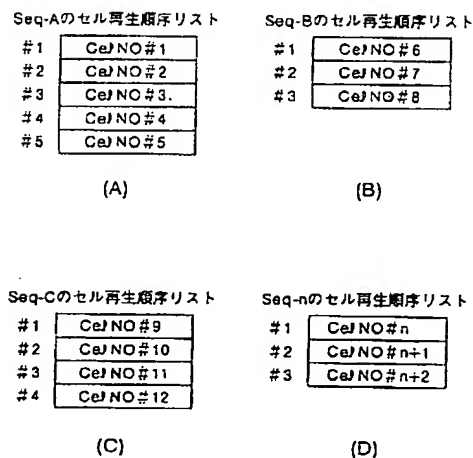 Seq-Aのセル再生順序リスト
#1 Cell NO#1
#2 Cell NO#2
#3 Cell NO#3.
#4 Cell NO#4
#5 Cell NO#5
(A)
Seq-Bのセル再生順序リスト
#1 Cell NO#6
#2 Cell NO#7
#3 Cell NO#8
(B)
Seq-Cのセル再生順序リスト
#1 Cell NO#9
#2 Cell NO#10
#3 Cell NO#11
#4 Cell NO#12
(C)
Seq-nのセル再生順序リスト
#1 Cell NO#n
#2 Cell NO#n+1
#3 Cell NO#n+2
(D)